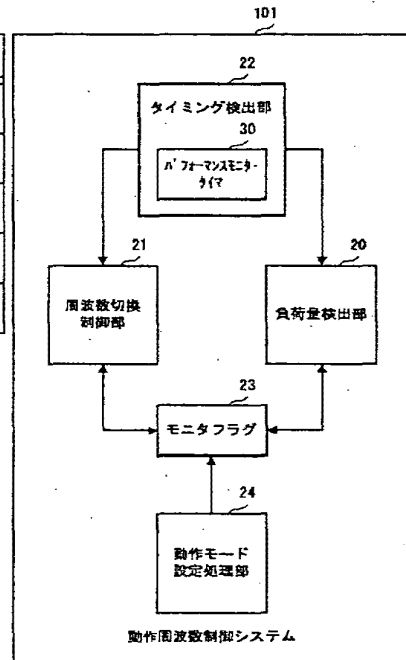 101
22
タイミング検出部
30
パフォーマンスモニター
タイマ
21
周波数切換
制御部
20
負荷量検出部
23
モニタフラグ
24
動作モード
設定処理部
動作周波数制御システム